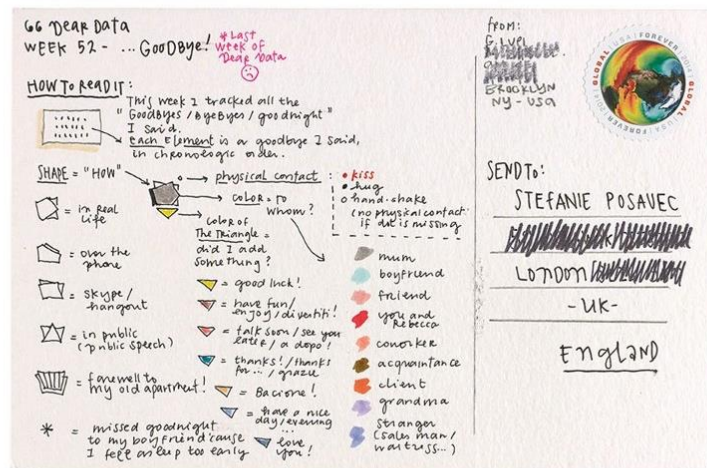 GG DEAR DATA
WEEK 52 - ... GOODBYE!
* LAST
week of
Dear Data
HOW TO READ IT:
This week I tracked all the
"GOODBYES / BYEBYES / goodnight"
I said.
each element is a goodbye I said,
in chronologic order.
SHAPE = "HOW"
= in real
life
= over the
phone
= skype/
hangout
= in public
(public speech)
= farewell to
my old apartment!
* = missed goodnight
to my boyfriend 'cause
I fell asleep too early
physical contact :
• kiss
• hug
o hand-shake
(no physical contact
if dot is missing
COLOR = TO
WHOM?
COLOR OF
THE TRIANGLE =
did I add
something?
= good luck!
= have fun/
enjoy/divertiti!
= talk soon/see you
later/a dopo!
= thanks!/thanks
for.../grazie
= Bacione!
= have a nice
day/evening
= love
you!
mum
boyfriend
friend
you and
Rebecca
coworker
acquaintance
client
grandma
stranger
(sales man/
waitress...)
FROM:
G. LUPI
BROOKLYN
NY - USA
GLOBAL
USA
FOREVER
SEND TO:
STEFANIE POSAVEC
LONDON
-UK-
ENGLAND